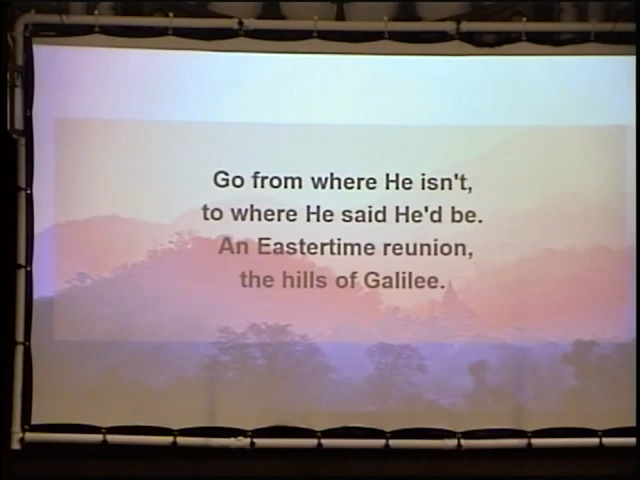 Go from where He isn't,
to where He said He'd be.
An Eastertime reunion,
the hills of Galilee.